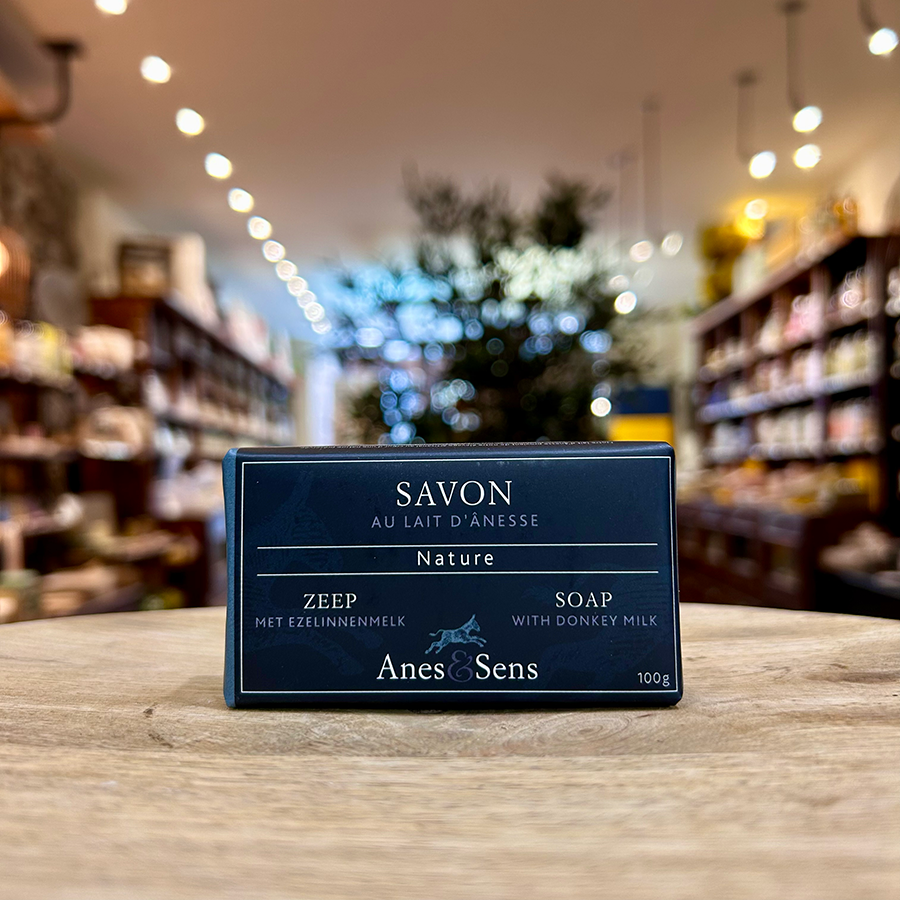 SAVON
AU LAIT D'ÂNESSE
Nature
ZEEP
MET EZELINNENMELK
SOAP
WITH DONKEY MILK
Anes&Sens
100g